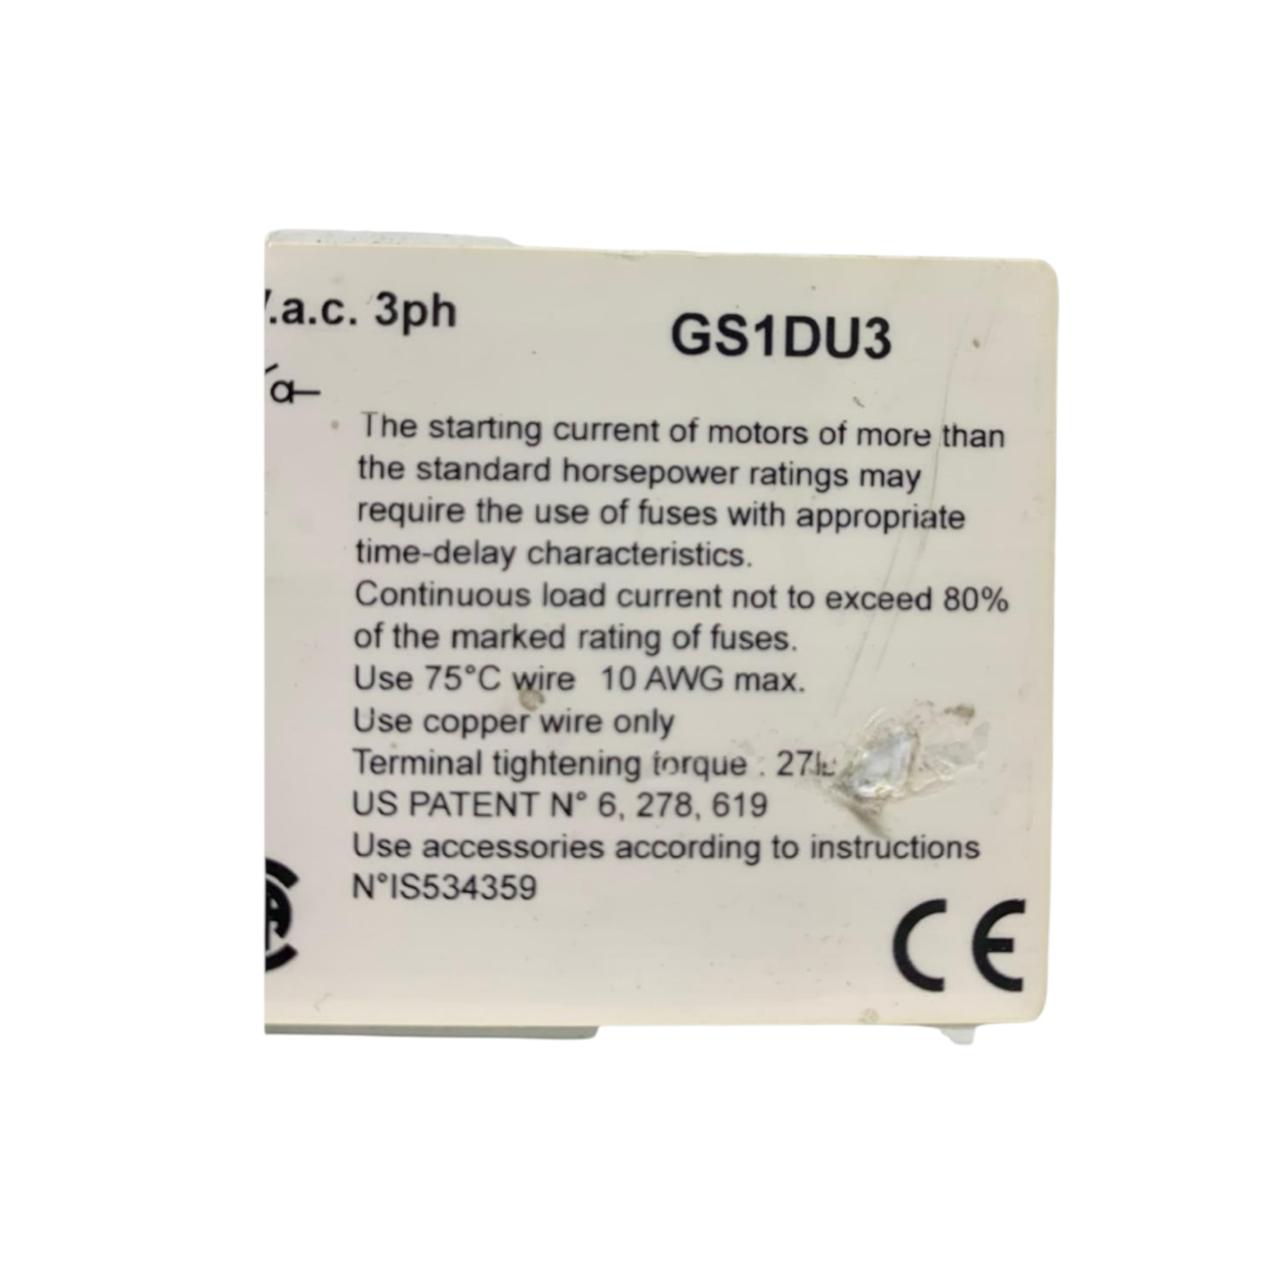 .a.c. 3ph
GS1DU3
The starting current of motors of more than
the standard horsepower ratings may
require the use of fuses with appropriate
time-delay characteristics.
Continuous load current not to exceed 80%
of the marked rating of fuses.
Use 75°C wire 10 AWG max.
Use copper wire only
Terminal tightening torque : 27
US PATENT N° 6, 278, 619
Use accessories according to instructions
N°IS534359
CE